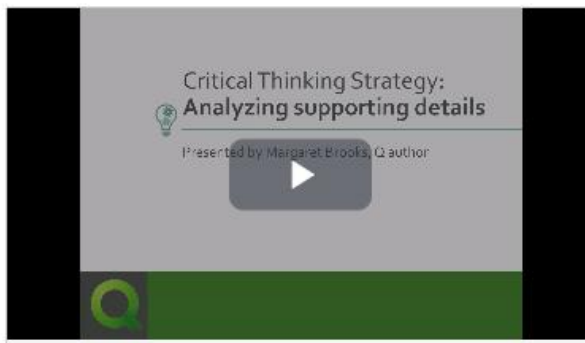 Critical Thinking Strategy:
Analyzing supporting details
Presented by Margaret Brooks, Q author